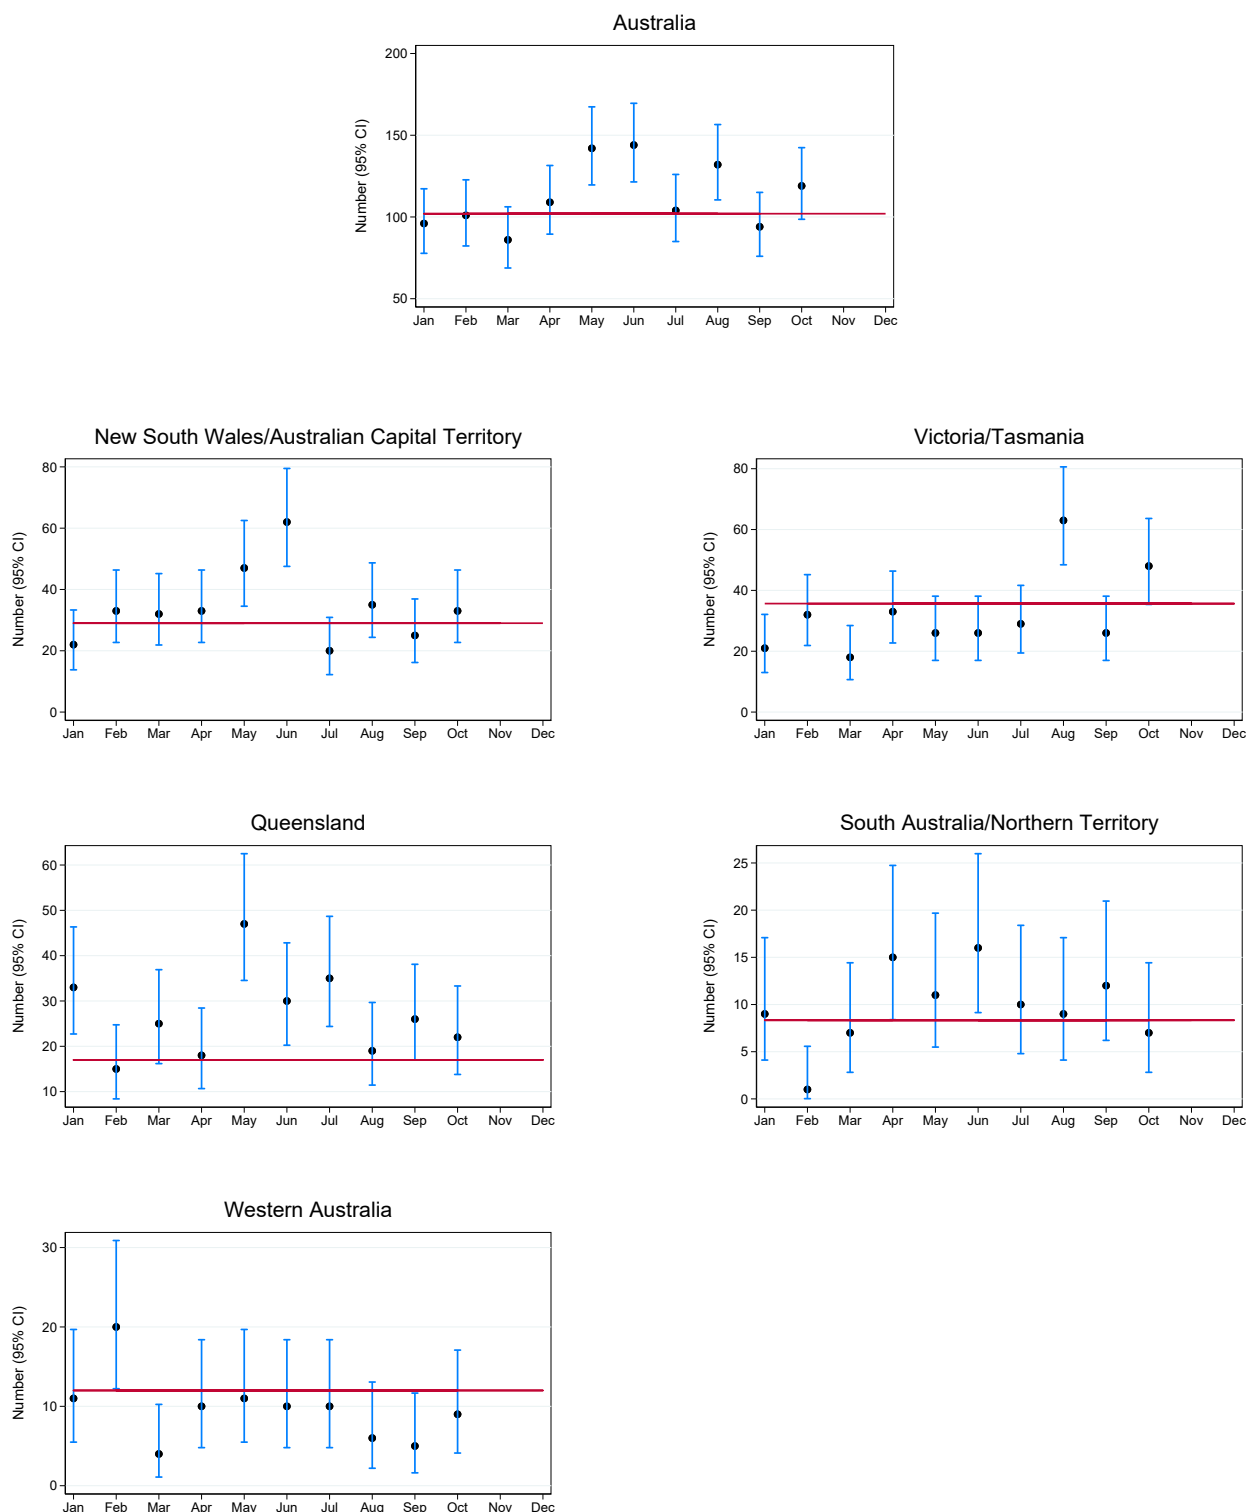 Australia
Number (95% CI)
200
150
100
50
Jan Feb Mar Apr May Jun Jul Aug Sep Oct Nov Dec
New South Wales/Australian Capital Territory
Number (95% CI)
80
60
40
20
0
Jan Feb Mar Apr May Jun Jul Aug Sep Oct Nov Dec
Victoria/Tasmania
Number (95% CI)
80
60
40
20
0
Jan Feb Mar Apr May Jun Jul Aug Sep Oct Nov Dec
Queensland
Number (95% CI)
60
50
40
30
20
10
Jan Feb Mar Apr May Jun Jul Aug Sep Oct Nov Dec
South Australia/Northern Territory
Number (95% CI)
25
20
15
10
5
0
Jan Feb Mar Apr May Jun Jul Aug Sep Oct Nov Dec
Western Australia
Number (95% CI)
30
20
10
0
Jan Feb Mar Apr May Jun Jul Aug Sep Oct Nov Dec